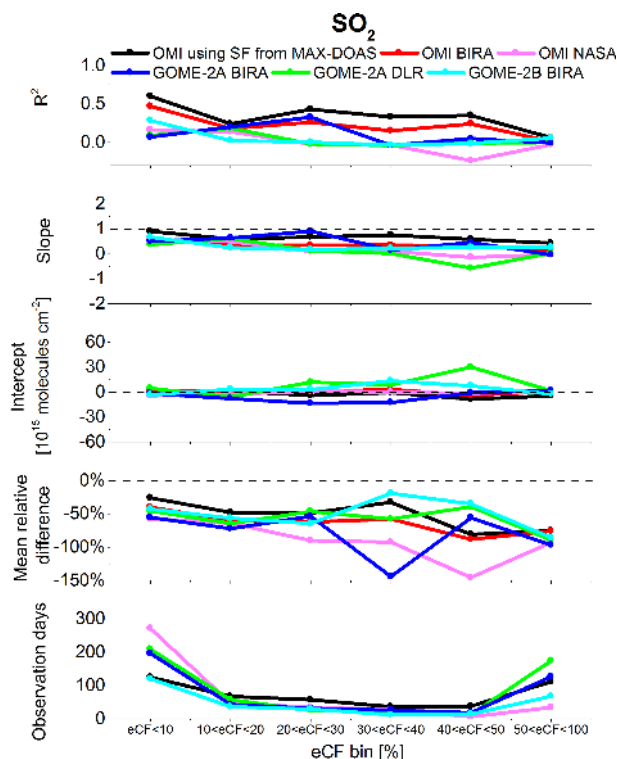 SO₂
OMI using SF from MAX-DOAS OMI BIRA OMI NASA
GOME-2A BIRA GOME-2A DLR GOME-2B BIRA
R²
1.0
0.5
0.0
Slope
2
1
0
-1
-2
Intercept
[10¹⁵ molecules cm⁻²]
60
30
0
-30
-60
Mean relative
difference
0%
-50%
-100%
-150%
Observation days
300
200
100
0
eCF<10 10<eCF<20 20<eCF<30 30<eCF<40 40<eCF<50 50<eCF<100
eCF bin [%]